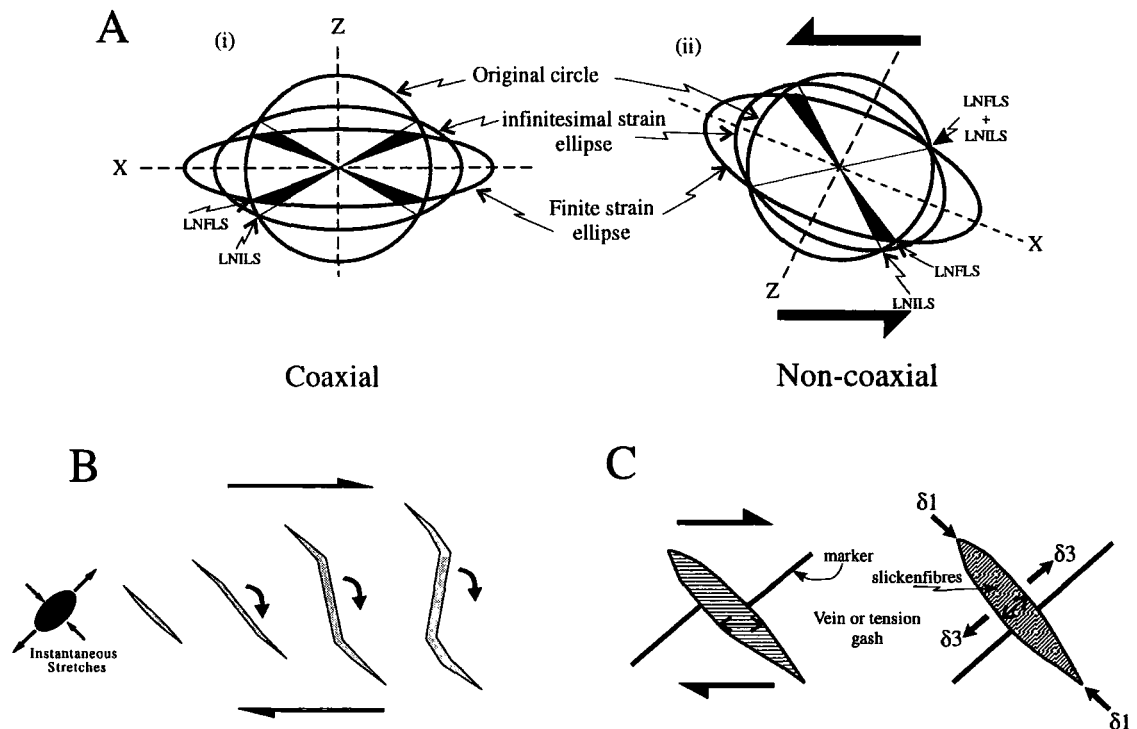 A
(i)
Z
(ii)
Original circle
LNFLS
+
LNILS
infinitesimal strain
ellipse
X
Finite strain
ellipse
LNFLS
LNILS
X
LNFLS
Z
LNILS
Coaxial
Non-coaxial
B
C
δ1
marker
δ3
slickenfibres
Vein or tension
gash
δ3
Instantaneous
Stretches
δ1